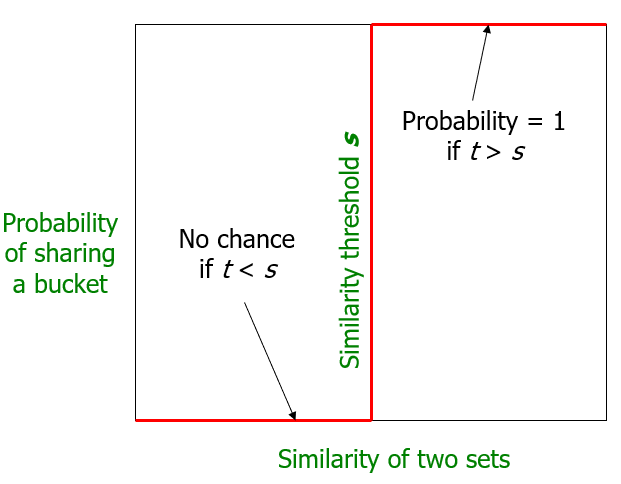 Probability = 1
if t > s
Similarity threshold s
Probability
of sharing
a bucket
No chance
if t < s
Similarity of two sets